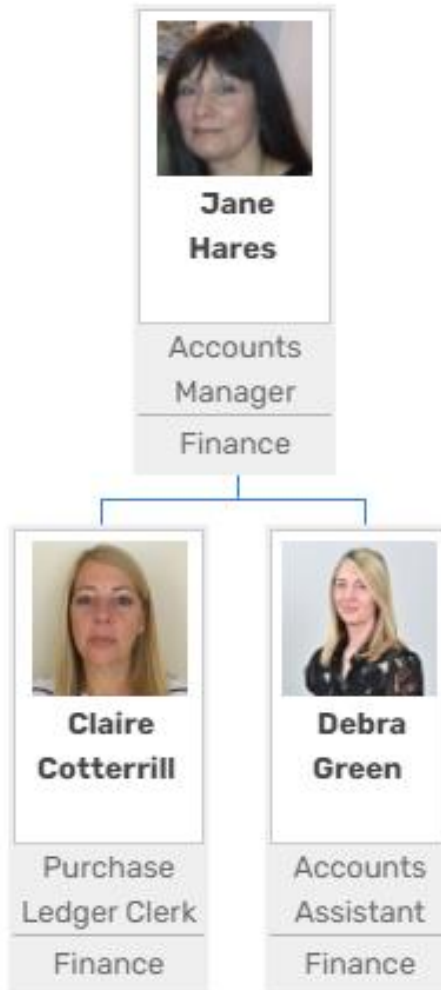 Jane
Hares
Accounts
Manager
Finance
Claire
Cotterrill
Purchase
Ledger Clerk
Finance
Debra
Green
Accounts
Assistant
Finance